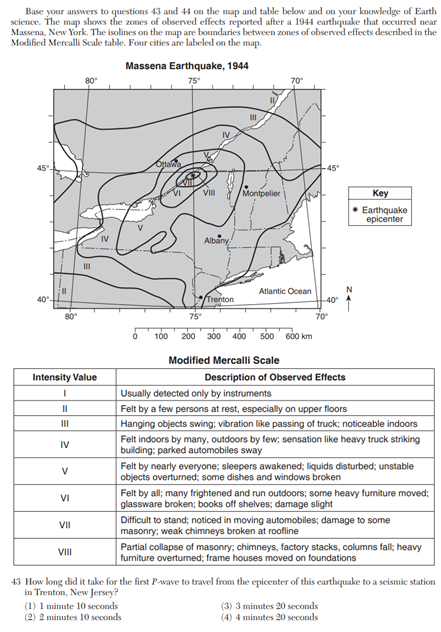 Base your answers to questions 43 and 44 on the map and table below and on your knowledge of Earth
science. The map shows the zones of observed effects reported after a 1944 earthquake that occurred near
Massena, New York. The isolines on the map are boundaries between zones of observed effects described in the
Modified Mercalli Scale table. Four cities are labeled on the map.
Massena Earthquake, 1944
80° 75° 70°
II
III
IV
V
Ottawa
45° 45°
VII
VI VIII Montpelier
Key
* Earthquake
epicenter
V
IV
Albany
III
II
Atlantic Ocean
N
40° Trenton 40°
80° 75° 70°
0 100 200 300 400 500 600 km
Modified Mercalli Scale
Intensity Value Description of Observed Effects
I Usually detected only by instruments
II Felt by a few persons at rest, especially on upper floors
III Hanging objects swing; vibration like passing of truck; noticeable indoors
IV Felt indoors by many, outdoors by few; sensation like heavy truck striking
building; parked automobiles sway
V Felt by nearly everyone; sleepers awakened; liquids disturbed; unstable
objects overturned; some dishes and windows broken
VI Felt by all; many frightened and run outdoors; some heavy furniture moved;
glassware broken; books off shelves; damage slight
VII Difficult to stand; noticed in moving automobiles; damage to some
masonry; weak chimneys broken at roofline
VIII Partial collapse of masonry; chimneys, factory stacks, columns fall; heavy
furniture overturned; frame houses moved on foundations
43 How long did it take for the first P-wave to travel from the epicenter of this earthquake to a seismic station
in Trenton, New Jersey?
(1) 1 minute 10 seconds (3) 3 minutes 20 seconds
(2) 2 minutes 10 seconds (4) 4 minutes 20 seconds